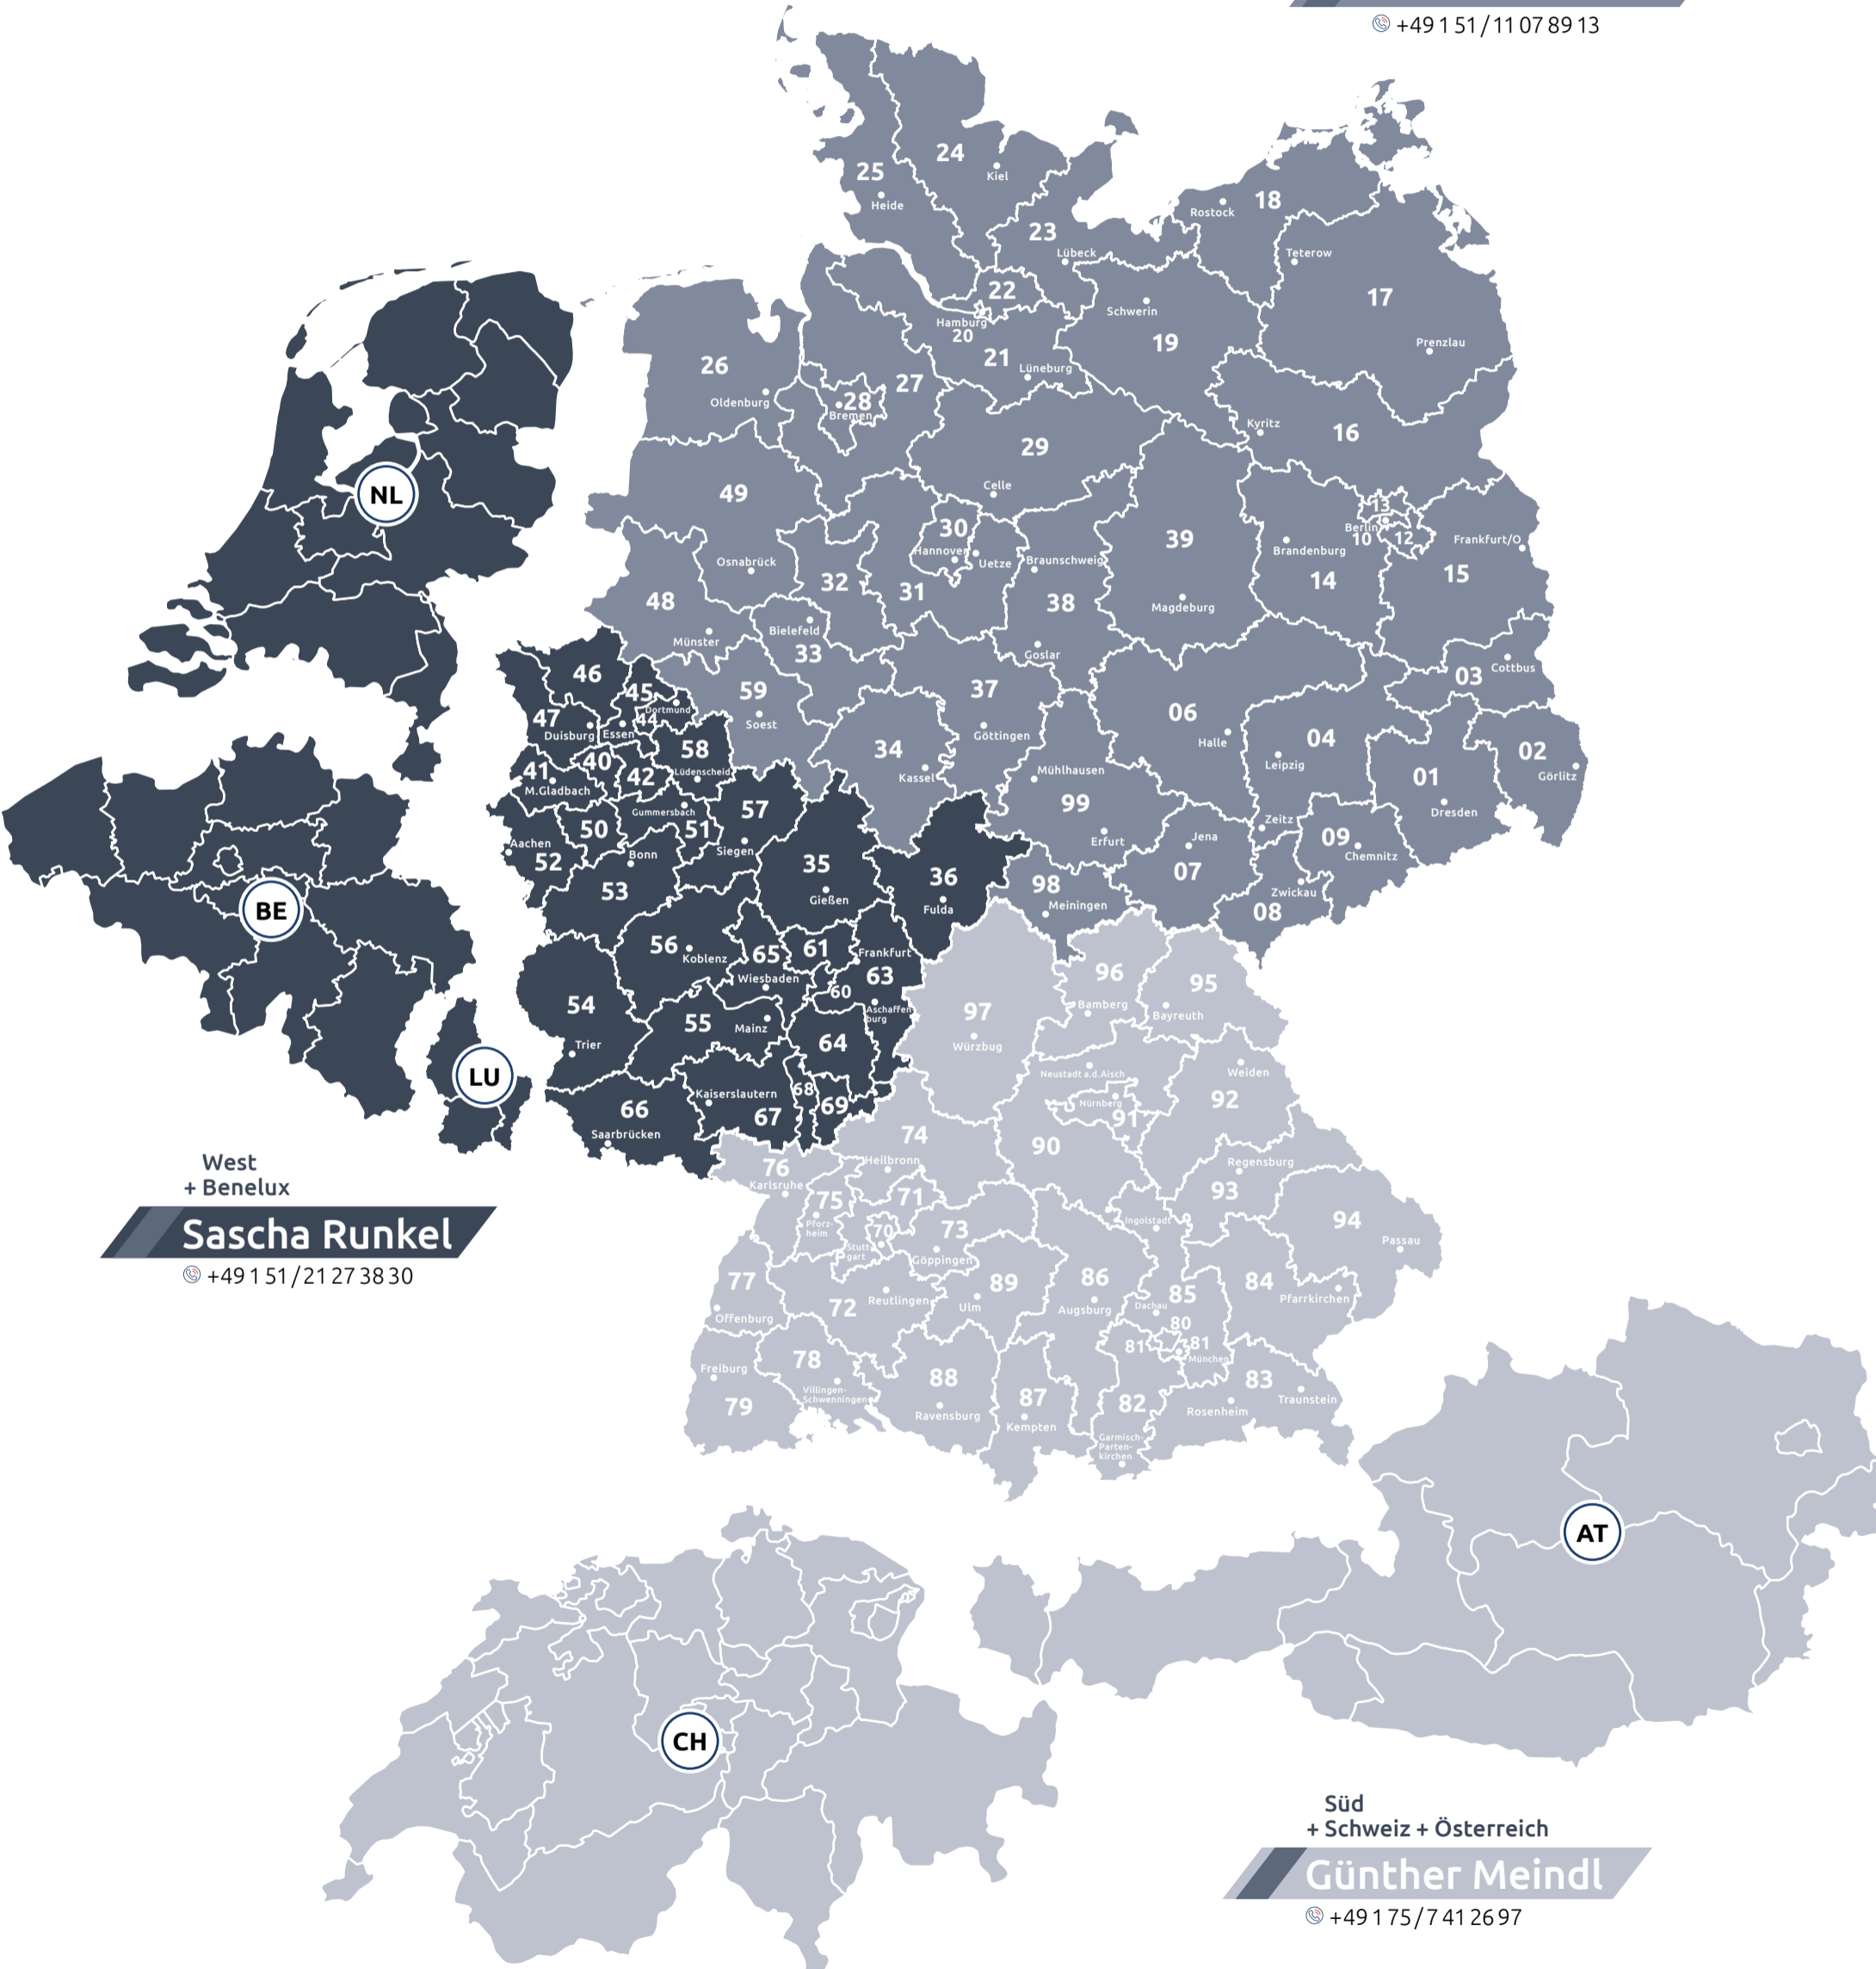 +49 1 51 / 11 07 89 13
24
25
Kiel
Heide
18
Rostock
23
Lübeck
Teterow
22
17
Schwerin
Hamburg
20
19
Prenzlau
21
Lüneburg
26
27
Oldenburg
28
Bremen
Kyritz
16
29
Celle
49
NL
13
30
Hannover
Berlin
10
12
39
Brandenburg
Frankfurt/O
Uetze
Braunschweig
Osnabrück
32
31
14
15
48
38
Magdeburg
Bielefeld
Münster
33
Goslar
Cottbus
03
46
45
59
37
Dortmund
44
47
Duisburg
Essen
Soest
Göttingen
06
Halle
04
02
58
34
Leipzig
Görlitz
40
41
42
Lüdenscheid
Kassel
Mühlhausen
01
M.Gladbach
Gummersbach
57
99
Dresden
50
51
Zeitz
09
Aachen
Erfurt
Jena
Chemnitz
52
Bonn
Siegen
35
07
53
36
98
Zwickau
Gießen
Fulda
Meiningen
08
BE
56
Koblenz
65
61
Frankfurt
63
96
95
Wiesbaden
60
54
55
Mainz
Aschaffen
burg
97
Bamberg
Bayreuth
Trier
64
Würzbug
LU
Neustadt a.d.Aisch
Weiden
Kaiserslautern
68
69
Nürnberg
92
66
67
91
Saarbrücken
74
90
West
+ Benelux
76
Heilbronn
Regensburg
Karlsruhe
93
75
71
Sascha Runkel
Pforz-
heim
70
73
Ingolstadt
94
Stutt
gart
Göppingen
Passau
+49 1 51 / 21 27 38 30
77
89
86
84
72
Reutlingen
Ulm
Augsburg
85
Dachau
Pfarrkirchen
Offenburg
80
81
81
München
78
Freiburg
88
83
Villingen-
Schwenningen
79
87
82
Traunstein
Ravensburg
Kempten
Rosenheim
Garmisch-
Parten-
kirchen
AT
CH
Süd
+ Schweiz + Österreich
Günther Meindl
+49 1 75 / 7 41 26 97